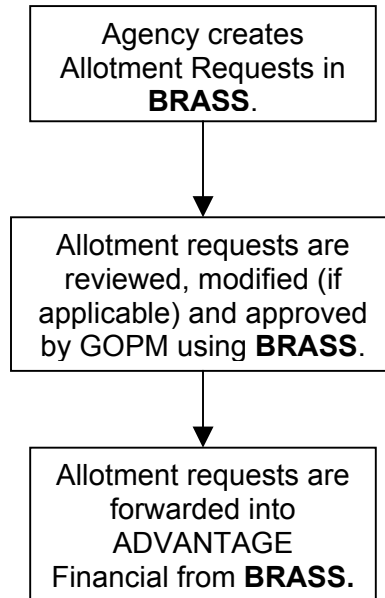 Agency creates
Allotment Requests in
BRASS.
Allotment requests are
reviewed, modified (if
applicable) and approved
by GOPM using BRASS.
Allotment requests are
forwarded into
ADVANTAGE
Financial from BRASS.